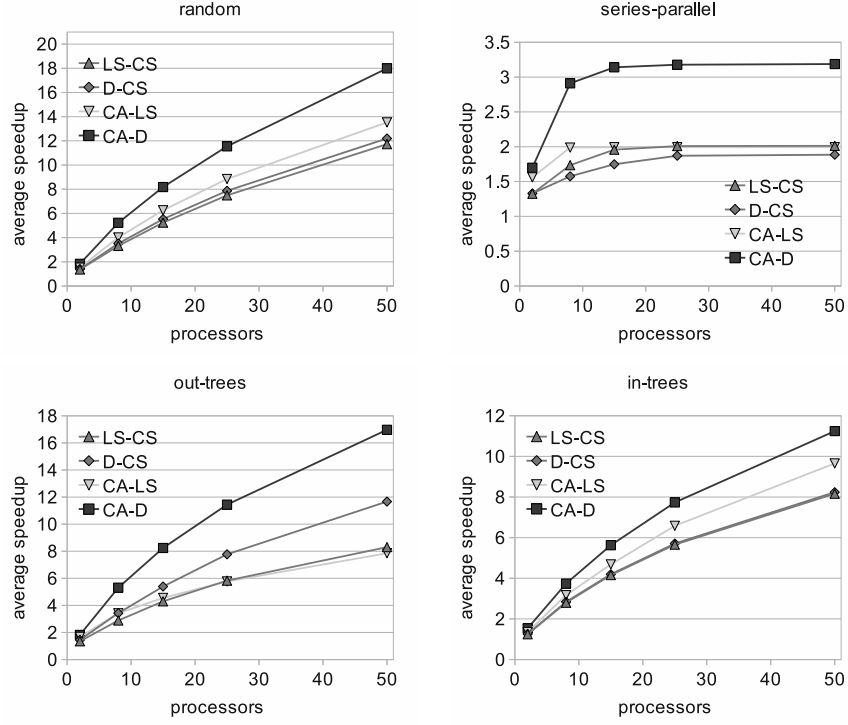 random
20
18
16
14
12
10
8
6
4
2
0
average speedup
LS-CS
D-CS
CA-LS
CA-D
0 10 20 30 40 50
processors
series-parallel
3.5
3
2.5
2
1.5
1
0.5
0
average speedup
LS-CS
D-CS
CA-LS
CA-D
0 10 20 30 40 50
processors
out-trees
18
16
14
12
10
8
6
4
2
0
average speedup
LS-CS
D-CS
CA-LS
CA-D
0 10 20 30 40 50
processors
in-trees
12
10
8
6
4
2
0
average speedup
LS-CS
D-CS
CA-LS
CA-D
0 10 20 30 40 50
processors